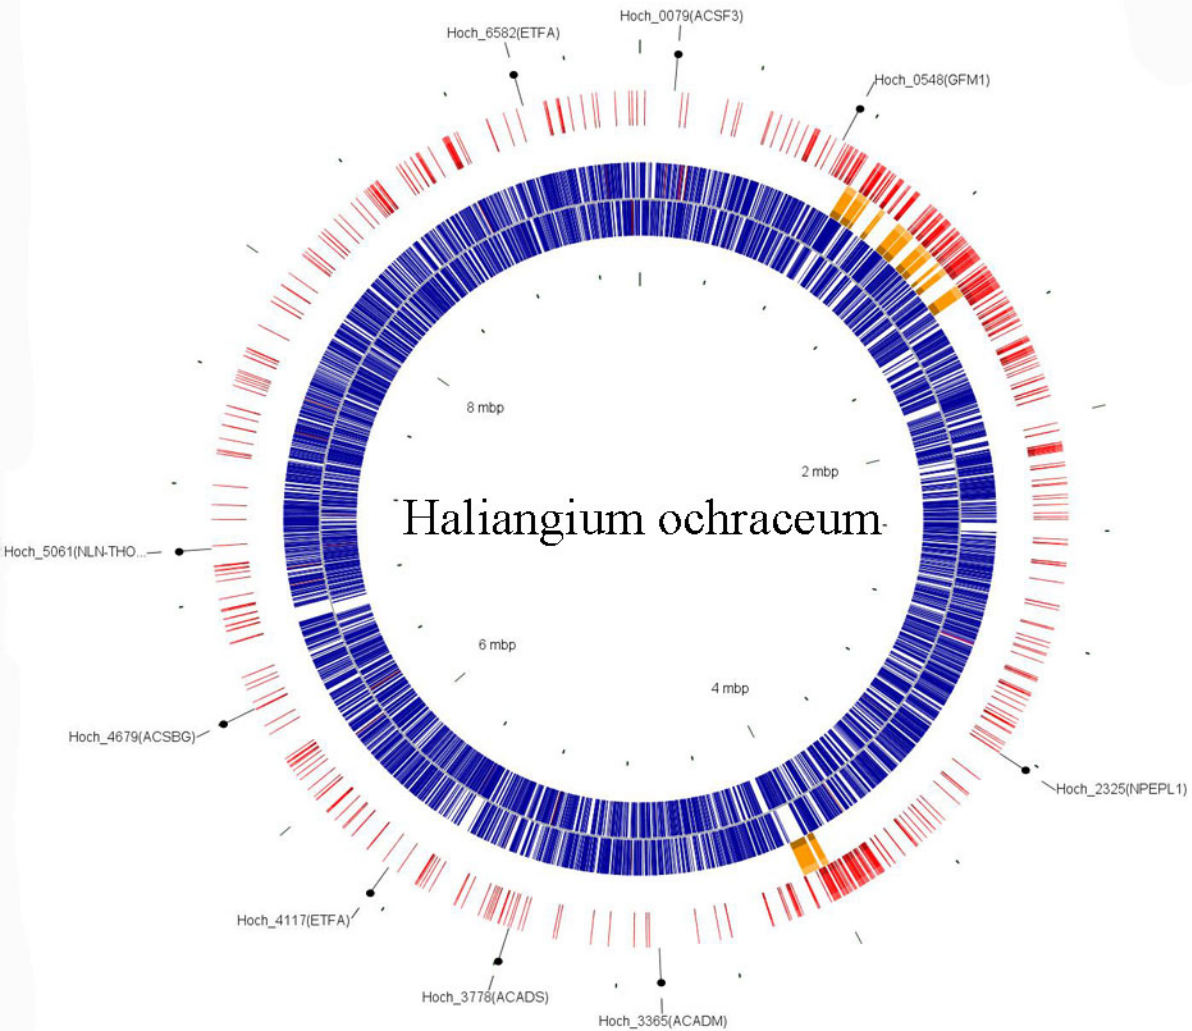 Hoch_0079(ACSF3)
Hoch_6582(ETFA)
Hoch_0548(GFM1)
8 mbp
2 mbp
Haliangium ochraceum
Hoch_5061(NLN-THO...
6 mbp
4 mbp
Hoch_4679(ACSBG)
Hoch_2325(NPEPL1)
Hoch_4117(ETFA)
Hoch_3778(ACADS)
Hoch_3365(ACADM)